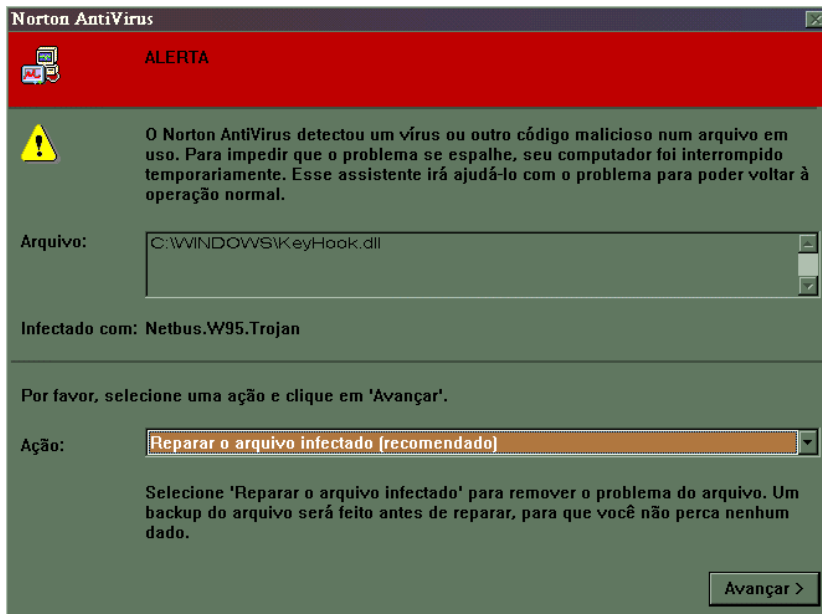 Norton AntiVirus
ALERTA
O Norton AntiVirus detectou um vírus ou outro código malicioso num arquivo em
uso. Para impedir que o problema se espalhe, seu computador foi interrompido
temporariamente. Esse assistente irá ajudá-lo com o problema para poder voltar à
operação normal.
Arquivo: C:\WINDOWS\KeyHook.dll
Infectado com: Netbus.W95.Trojan
Por favor, selecione uma ação e clique em 'Avançar'.
Ação: Reparar o arquivo infectado (recomendado)
Selecione 'Reparar o arquivo infectado' para remover o problema do arquivo. Um
backup do arquivo será feito antes de reparar, para que você não perca nenhum
dado.
Avançar >